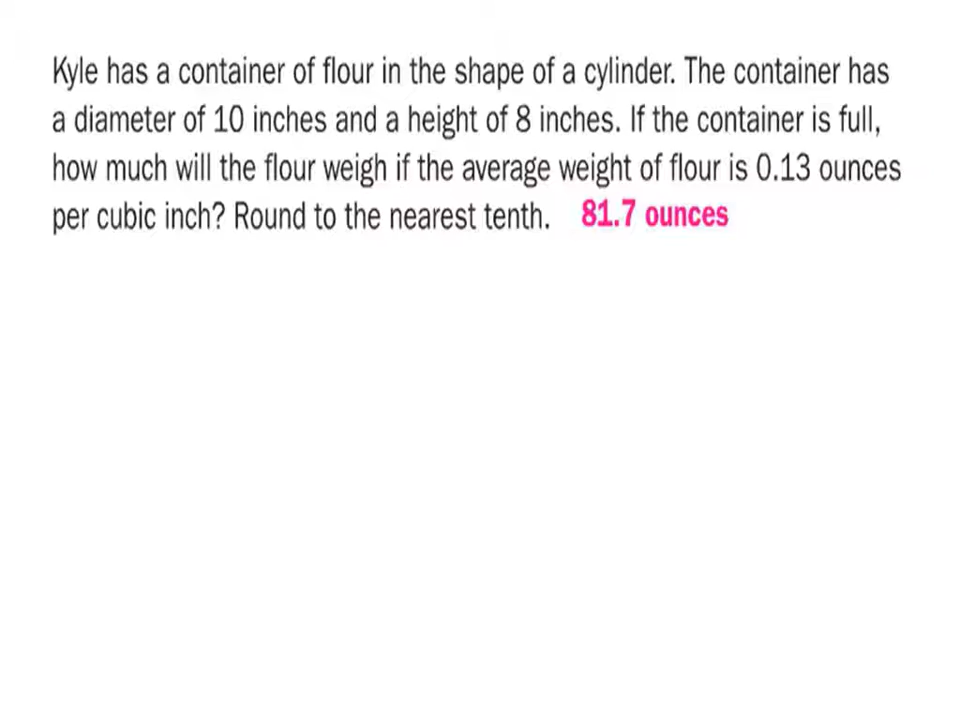 Kyle has a container of flour in the shape of a cylinder. The container has
a diameter of 10 inches and a height of 8 inches. If the container is full,
how much will the flour weigh if the average weight of flour is 0.13 ounces
per cubic inch? Round to the nearest tenth. 81.7 ounces